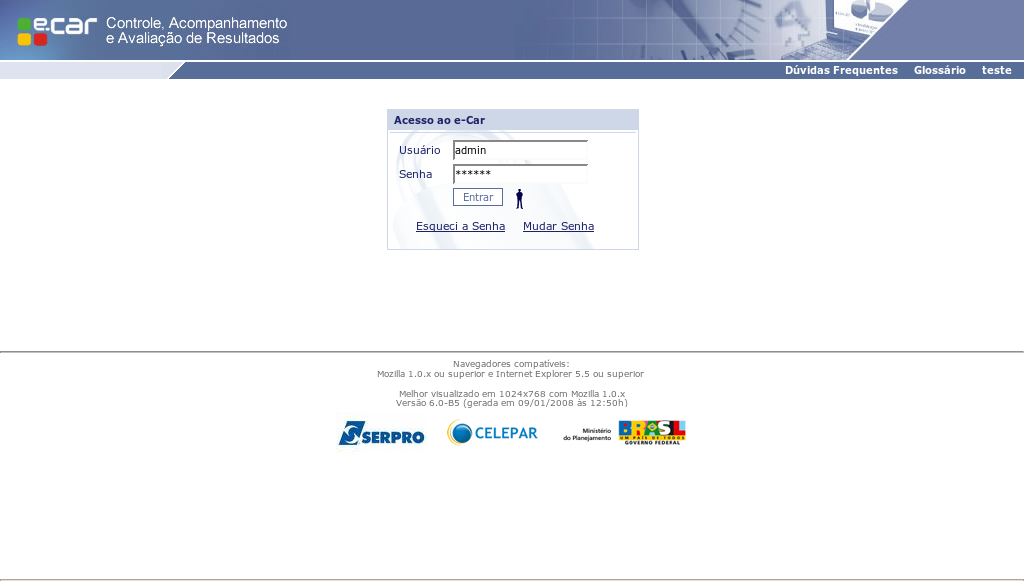 e.car
Controle, Acompanhamento
e Avaliação de Resultados
Dúvidas Frequentes Glossário teste
Acesso ao e-Car
Usuário admin
Senha ******
Entrar
Esqueci a Senha Mudar Senha
Navegadores compatíveis:
Mozilla 1.0.x ou superior e Internet Explorer 5.5 ou superior
Melhor visualizado em 1024x768 com Mozilla 1.0.x
Versão 6.0-B5 (gerada em 09/01/2008 às 12:50h)
SERPRO
CELEPAR
Ministério
do Planejamento
BRASIL
UM PAÍS DE TODOS
GOVERNO FEDERAL